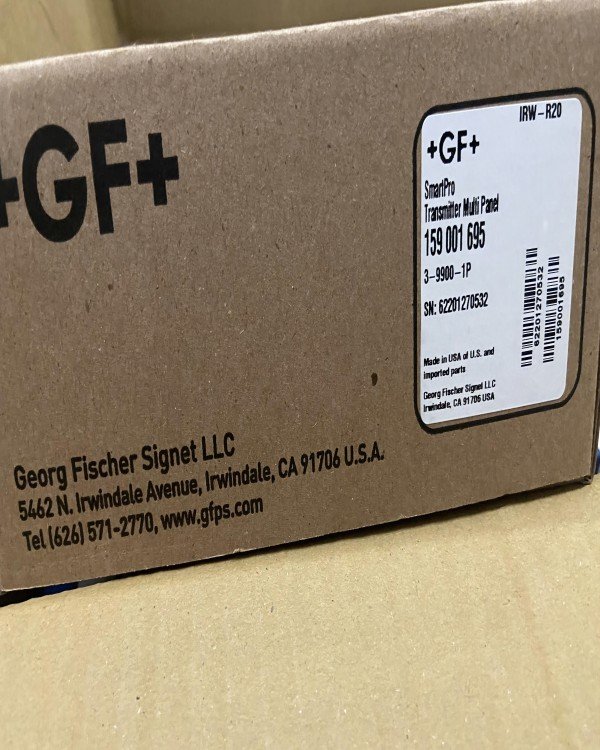 +GF+
Georg Fischer Signet LLC
5462 N. Irwindale Avenue, Irwindale, CA 91706 U.S.A.
Tel (626) 571-2770, www.gfps.com
IRW-R20
+GF+
SmartPro
Transmitter Multi Panel
159 001 695
3-9900-1P
SN: 62201270532
62201270532
159001695
Made in USA of U.S. and
imported parts
Georg Fischer Signet LLC
Irwindale, CA 91706 USA